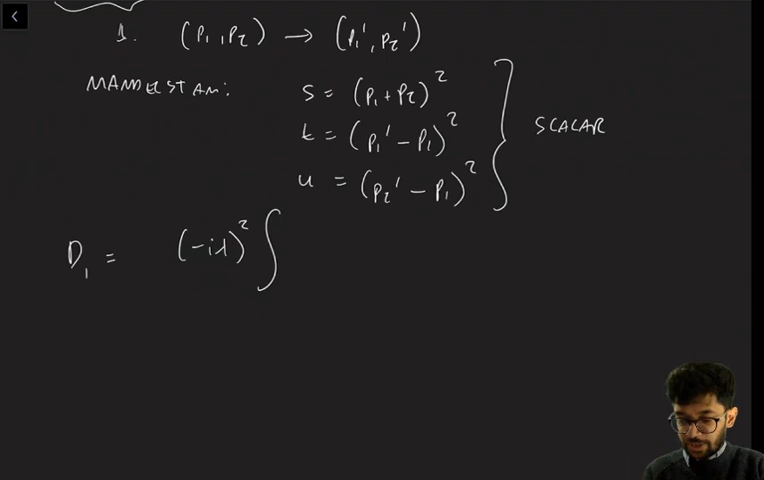 1. (P₁, P₂) → (P₁', P₂')
MANDELSTAM: s = (P₁+P₂)²
t = (P₁' − P₁)²
u = (P₂' − P₁)²
SCALAR
D₁ = (−iλ)² ∫